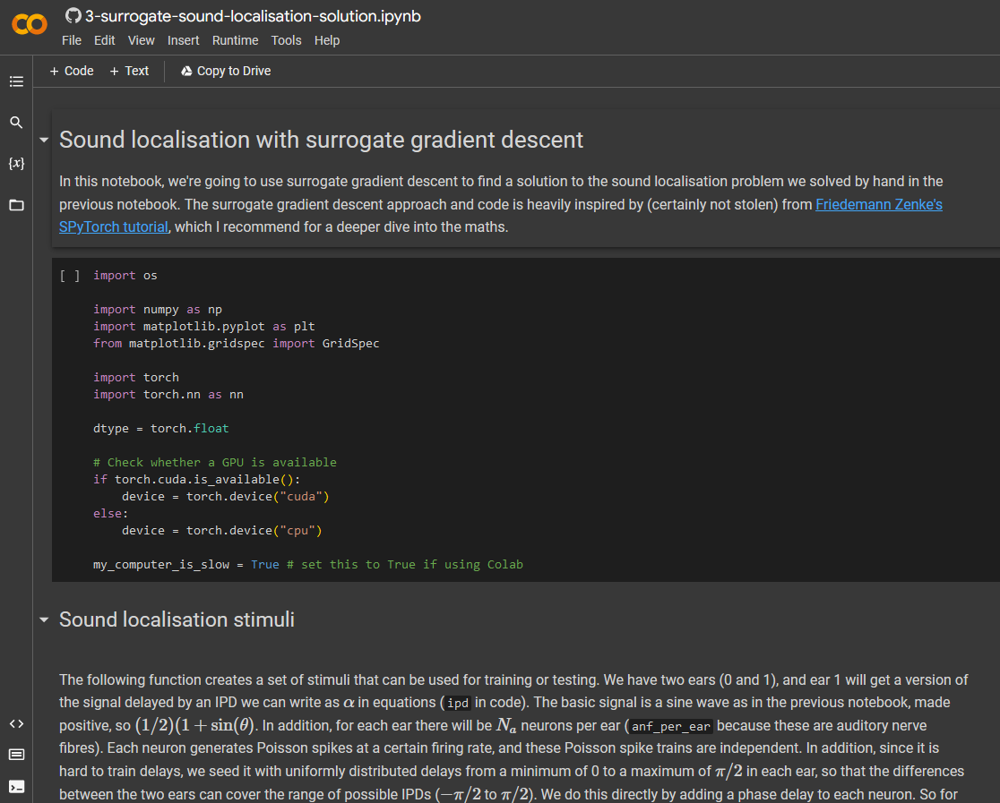 3-surrogate-sound-localisation-solution.ipynb
File Edit View Insert Runtime Tools Help
+ Code + Text Copy to Drive
Sound localisation with surrogate gradient descent
In this notebook, we're going to use surrogate gradient descent to find a solution to the sound localisation problem we solved by hand in the
previous notebook. The surrogate gradient descent approach and code is heavily inspired by (certainly not stolen) from Friedemann Zenke's
SPyTorch tutorial, which I recommend for a deeper dive into the maths.
[ ] import os
import numpy as np
import matplotlib.pyplot as plt
from matplotlib.gridspec import GridSpec
import torch
import torch.nn as nn
dtype = torch.float
# Check whether a GPU is available
if torch.cuda.is_available():
    device = torch.device("cuda")
else:
    device = torch.device("cpu")
my_computer_is_slow = True # set this to True if using Colab
Sound localisation stimuli
The following function creates a set of stimuli that can be used for training or testing. We have two ears (0 and 1), and ear 1 will get a version of
the signal delayed by an IPD we can write as α in equations (ipd in code). The basic signal is a sine wave as in the previous notebook, made
positive, so (1/2)(1 + sin(θ). In addition, for each ear there will be Nₐ neurons per ear (anf_per_ear because these are auditory nerve
fibres). Each neuron generates Poisson spikes at a certain firing rate, and these Poisson spike trains are independent. In addition, since it is
hard to train delays, we seed it with uniformly distributed delays from a minimum of 0 to a maximum of π/2 in each ear, so that the differences
between the two ears can cover the range of possible IPDs (−π/2 to π/2). We do this directly by adding a phase delay to each neuron. So for